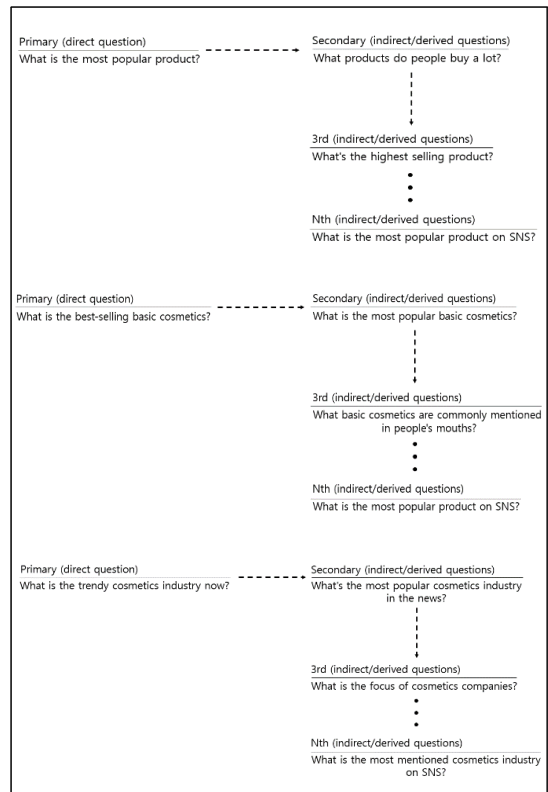 Primary (direct question)
What is the most popular product?
Secondary (indirect/derived questions)
What products do people buy a lot?
3rd (indirect/derived questions)
What's the highest selling product?
Nth (indirect/derived questions)
What is the most popular product on SNS?
Primary (direct question)
What is the best-selling basic cosmetics?
Secondary (indirect/derived questions)
What is the most popular basic cosmetics?
3rd (indirect/derived questions)
What basic cosmetics are commonly mentioned
in people's mouths?
Nth (indirect/derived questions)
What is the most popular product on SNS?
Primary (direct question)
What is the trendy cosmetics industry now?
Secondary (indirect/derived questions)
What's the most popular cosmetics industry
in the news?
3rd (indirect/derived questions)
What is the focus of cosmetics companies?
Nth (indirect/derived questions)
What is the most mentioned cosmetics industry
on SNS?